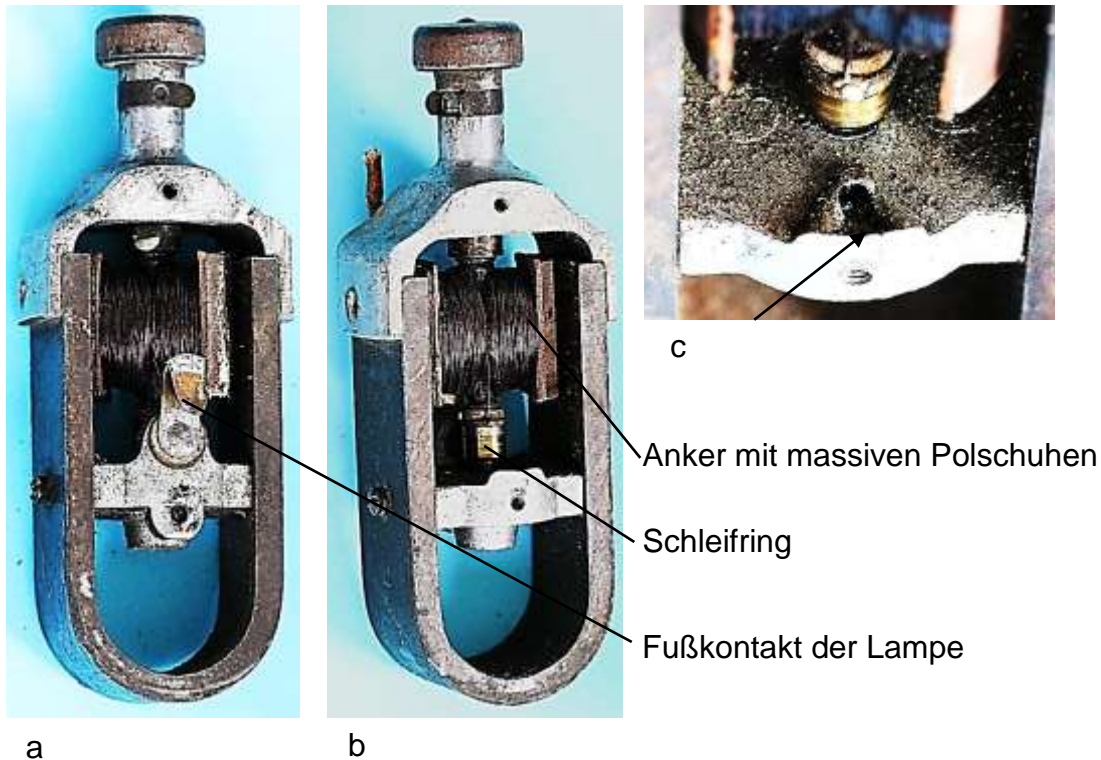 c
Anker mit massiven Polschuhen
Schleifring
Fußkontakt der Lampe
a
b